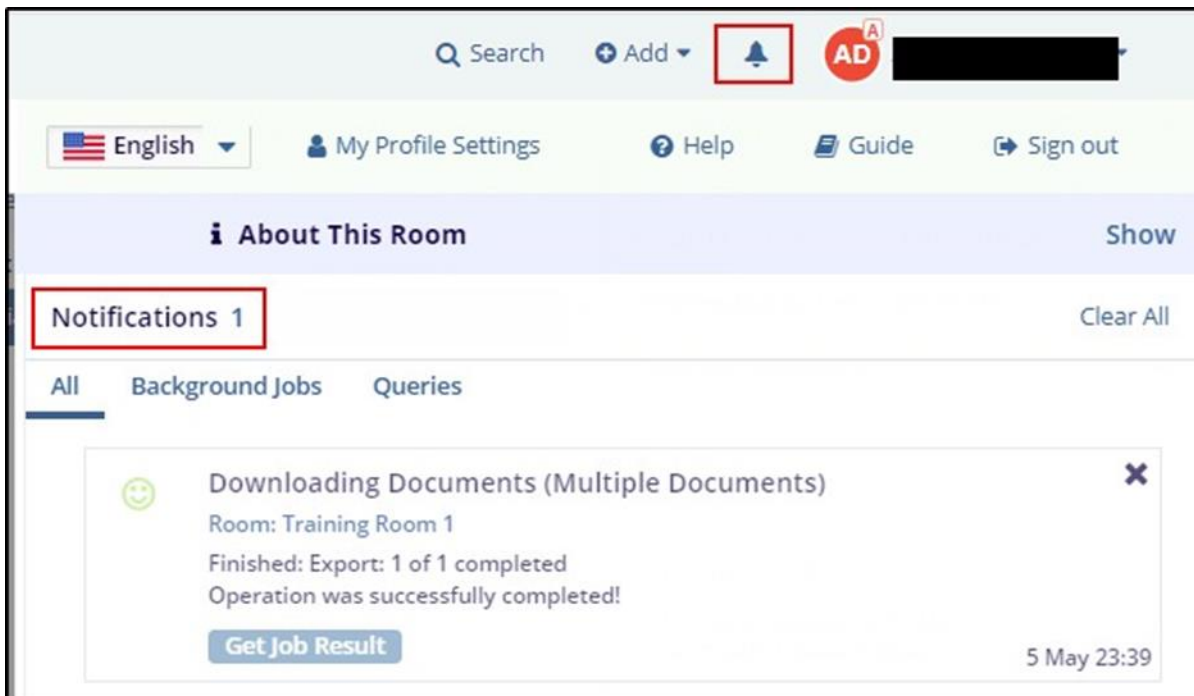 Search Add AD A
English My Profile Settings Help Guide Sign out
i About This Room Show
Notifications 1 Clear All
All Background Jobs Queries
Downloading Documents (Multiple Documents)
Room: Training Room 1
Finished: Export: 1 of 1 completed
Operation was successfully completed!
Get Job Result
5 May 23:39